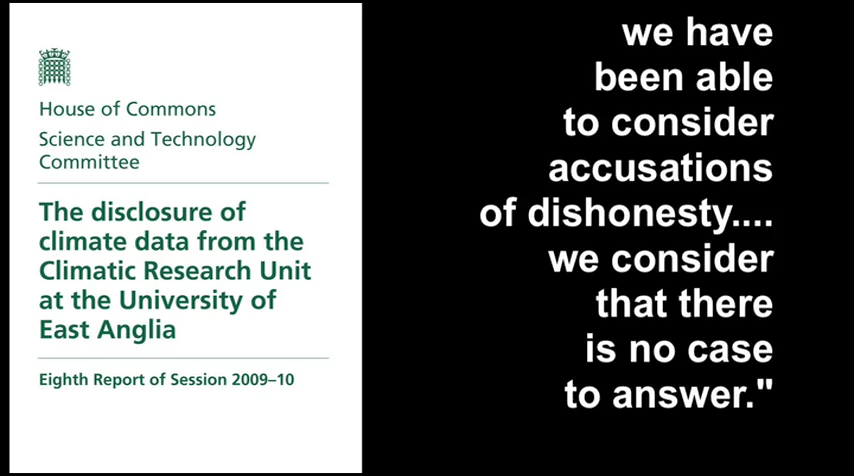 House of Commons
Science and Technology
Committee
The disclosure of
climate data from the
Climatic Research Unit
at the University of
East Anglia
Eighth Report of Session 2009–10
we have
been able
to consider
accusations
of dishonesty....
we consider
that there
is no case
to answer."